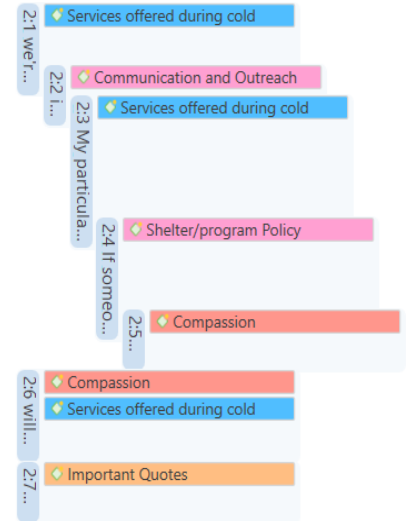 2:1 we'r...
Services offered during cold
2:2 i...
Communication and Outreach
2:3 My particula...
Services offered during cold
2:4 If someo...
Shelter/program Policy
2:5...
Compassion
2:6 will...
Compassion
Services offered during cold
2:7...
Important Quotes